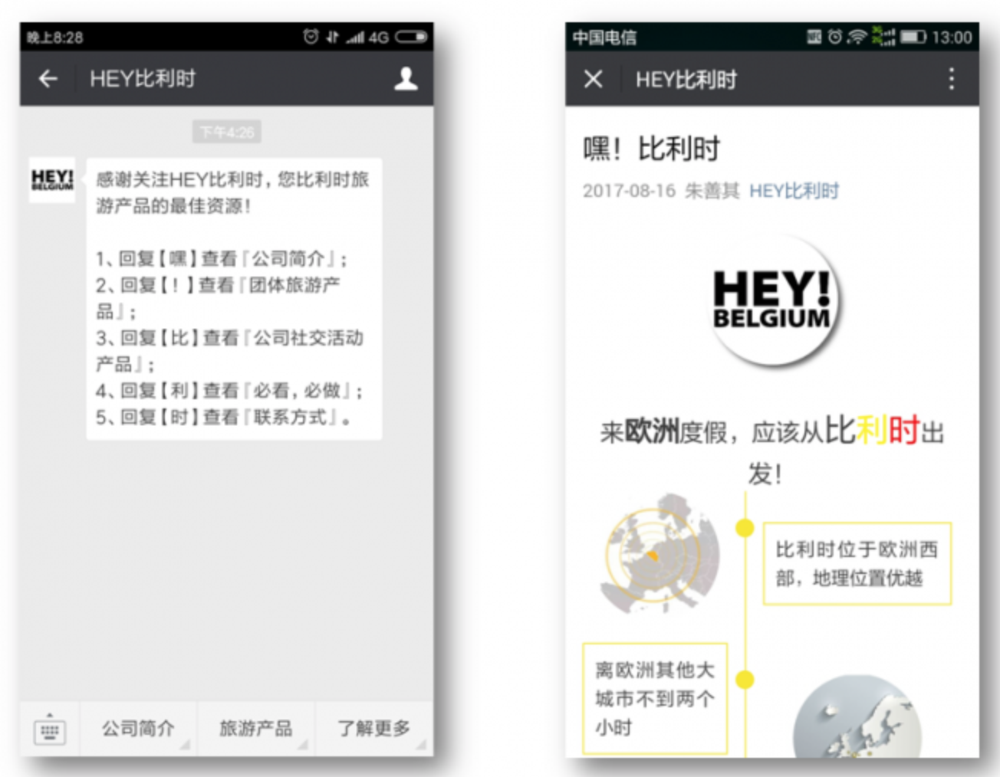 晚上8:28
4G
HEY比利时
下午4:26
HEY!
BELGIUM
感谢关注HEY比利时，您比利时旅
游产品的最佳资源！
1、回复【嘿】查看『公司简介』；
2、回复【！】查看『团体旅游产
品』；
3、回复【比】查看『公司社交活动
产品』；
4、回复【利】查看『必看，必做』；
5、回复【时】查看『联系方式』。
公司简介
旅游产品
了解更多
中国电信
13:00
HEY比利时
嘿！比利时
2017-08-16 朱善其 HEY比利时
HEY!
BELGIUM
来欧洲度假，应该从比利时出
发！
比利时位于欧洲西
部，地理位置优越
离欧洲其他大
城市不到两个
小时